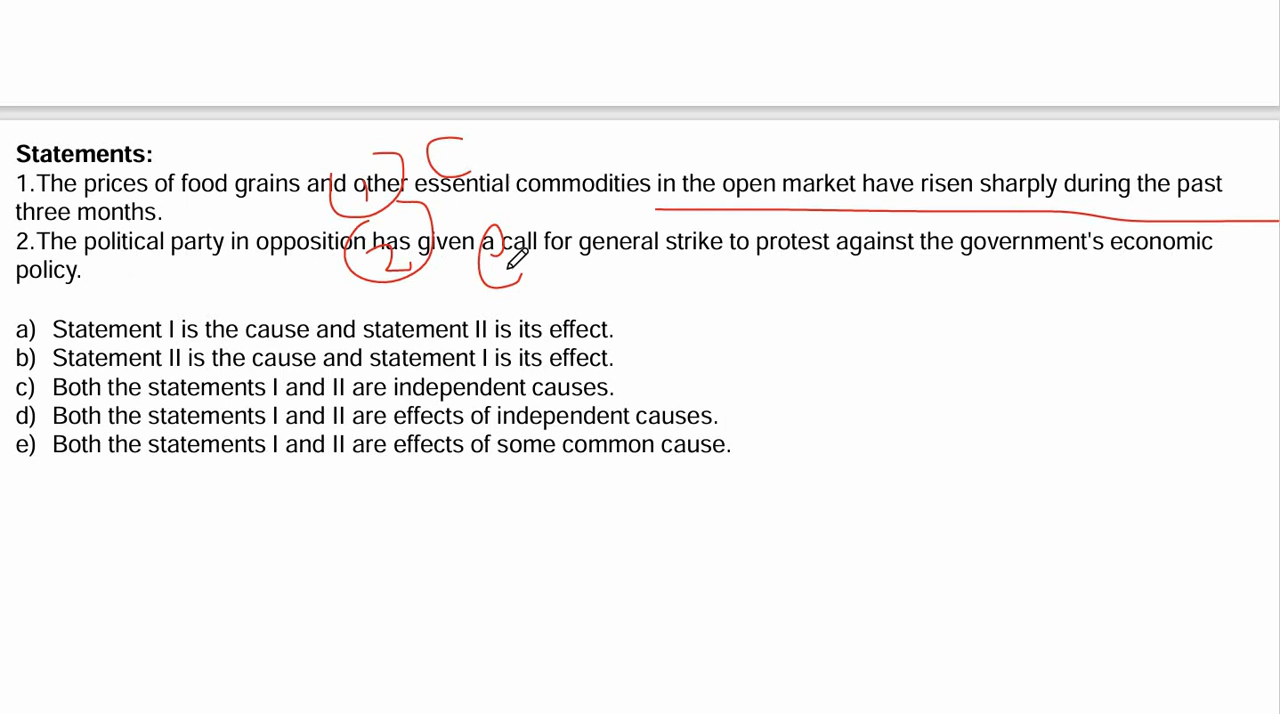 Statements:
C
1.The prices of food grains and other essential commodities in the open market have risen sharply during the past
1
three months.
2.The political party in opposition has given a call for general strike to protest against the government's economic
2
policy.
a) Statement I is the cause and statement II is its effect.
b) Statement II is the cause and statement I is its effect.
c) Both the statements I and II are independent causes.
d) Both the statements I and II are effects of independent causes.
e) Both the statements I and II are effects of some common cause.